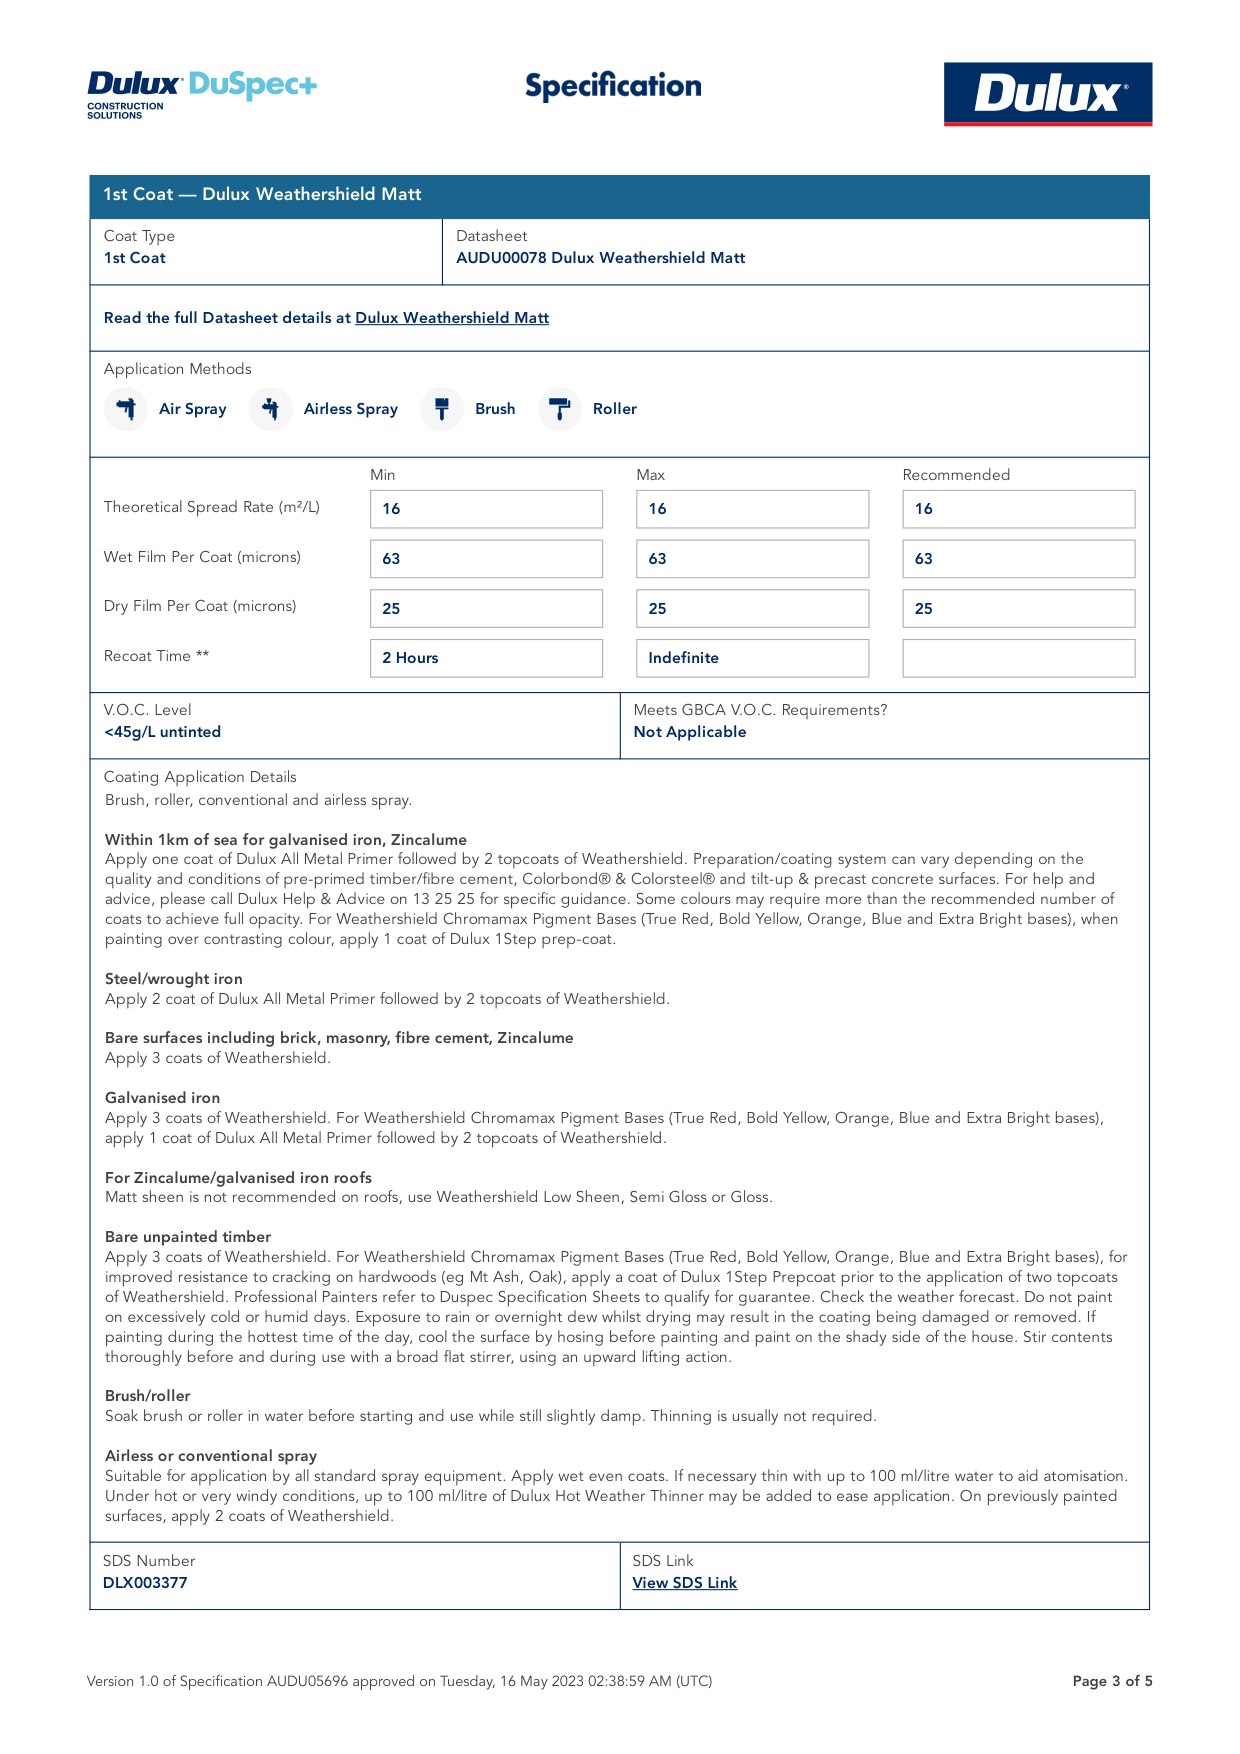 Dulux DuSpec+
CONSTRUCTION
SOLUTIONS
Specification
Dulux®
1st Coat — Dulux Weathershield Matt
Coat Type
1st Coat
Datasheet
AUDU00078 Dulux Weathershield Matt
Read the full Datasheet details at Dulux Weathershield Matt
Application Methods
Air Spray Airless Spray Brush Roller
Min Max Recommended
Theoretical Spread Rate (m²/L) 16 16 16
Wet Film Per Coat (microns) 63 63 63
Dry Film Per Coat (microns) 25 25 25
Recoat Time ** 2 Hours Indefinite
V.O.C. Level
<45g/L untinted
Meets GBCA V.O.C. Requirements?
Not Applicable
Coating Application Details
Brush, roller, conventional and airless spray.
Within 1km of sea for galvanised iron, Zincalume
Apply one coat of Dulux All Metal Primer followed by 2 topcoats of Weathershield. Preparation/coating system can vary depending on the
quality and conditions of pre-primed timber/fibre cement, Colorbond® & Colorsteel® and tilt-up & precast concrete surfaces. For help and
advice, please call Dulux Help & Advice on 13 25 25 for specific guidance. Some colours may require more than the recommended number of
coats to achieve full opacity. For Weathershield Chromamax Pigment Bases (True Red, Bold Yellow, Orange, Blue and Extra Bright bases), when
painting over contrasting colour, apply 1 coat of Dulux 1Step prep-coat.
Steel/wrought iron
Apply 2 coat of Dulux All Metal Primer followed by 2 topcoats of Weathershield.
Bare surfaces including brick, masonry, fibre cement, Zincalume
Apply 3 coats of Weathershield.
Galvanised iron
Apply 3 coats of Weathershield. For Weathershield Chromamax Pigment Bases (True Red, Bold Yellow, Orange, Blue and Extra Bright bases),
apply 1 coat of Dulux All Metal Primer followed by 2 topcoats of Weathershield.
For Zincalume/galvanised iron roofs
Matt sheen is not recommended on roofs, use Weathershield Low Sheen, Semi Gloss or Gloss.
Bare unpainted timber
Apply 3 coats of Weathershield. For Weathershield Chromamax Pigment Bases (True Red, Bold Yellow, Orange, Blue and Extra Bright bases), for
improved resistance to cracking on hardwoods (eg Mt Ash, Oak), apply a coat of Dulux 1Step Prepcoat prior to the application of two topcoats
of Weathershield. Professional Painters refer to Duspec Specification Sheets to qualify for guarantee. Check the weather forecast. Do not paint
on excessively cold or humid days. Exposure to rain or overnight dew whilst drying may result in the coating being damaged or removed. If
painting during the hottest time of the day, cool the surface by hosing before painting and paint on the shady side of the house. Stir contents
thoroughly before and during use with a broad flat stirrer, using an upward lifting action.
Brush/roller
Soak brush or roller in water before starting and use while still slightly damp. Thinning is usually not required.
Airless or conventional spray
Suitable for application by all standard spray equipment. Apply wet even coats. If necessary thin with up to 100 ml/litre water to aid atomisation.
Under hot or very windy conditions, up to 100 ml/litre of Dulux Hot Weather Thinner may be added to ease application. On previously painted
surfaces, apply 2 coats of Weathershield.
SDS Number
DLX003377
SDS Link
View SDS Link
Version 1.0 of Specification AUDU05696 approved on Tuesday, 16 May 2023 02:38:59 AM (UTC)
Page 3 of 5